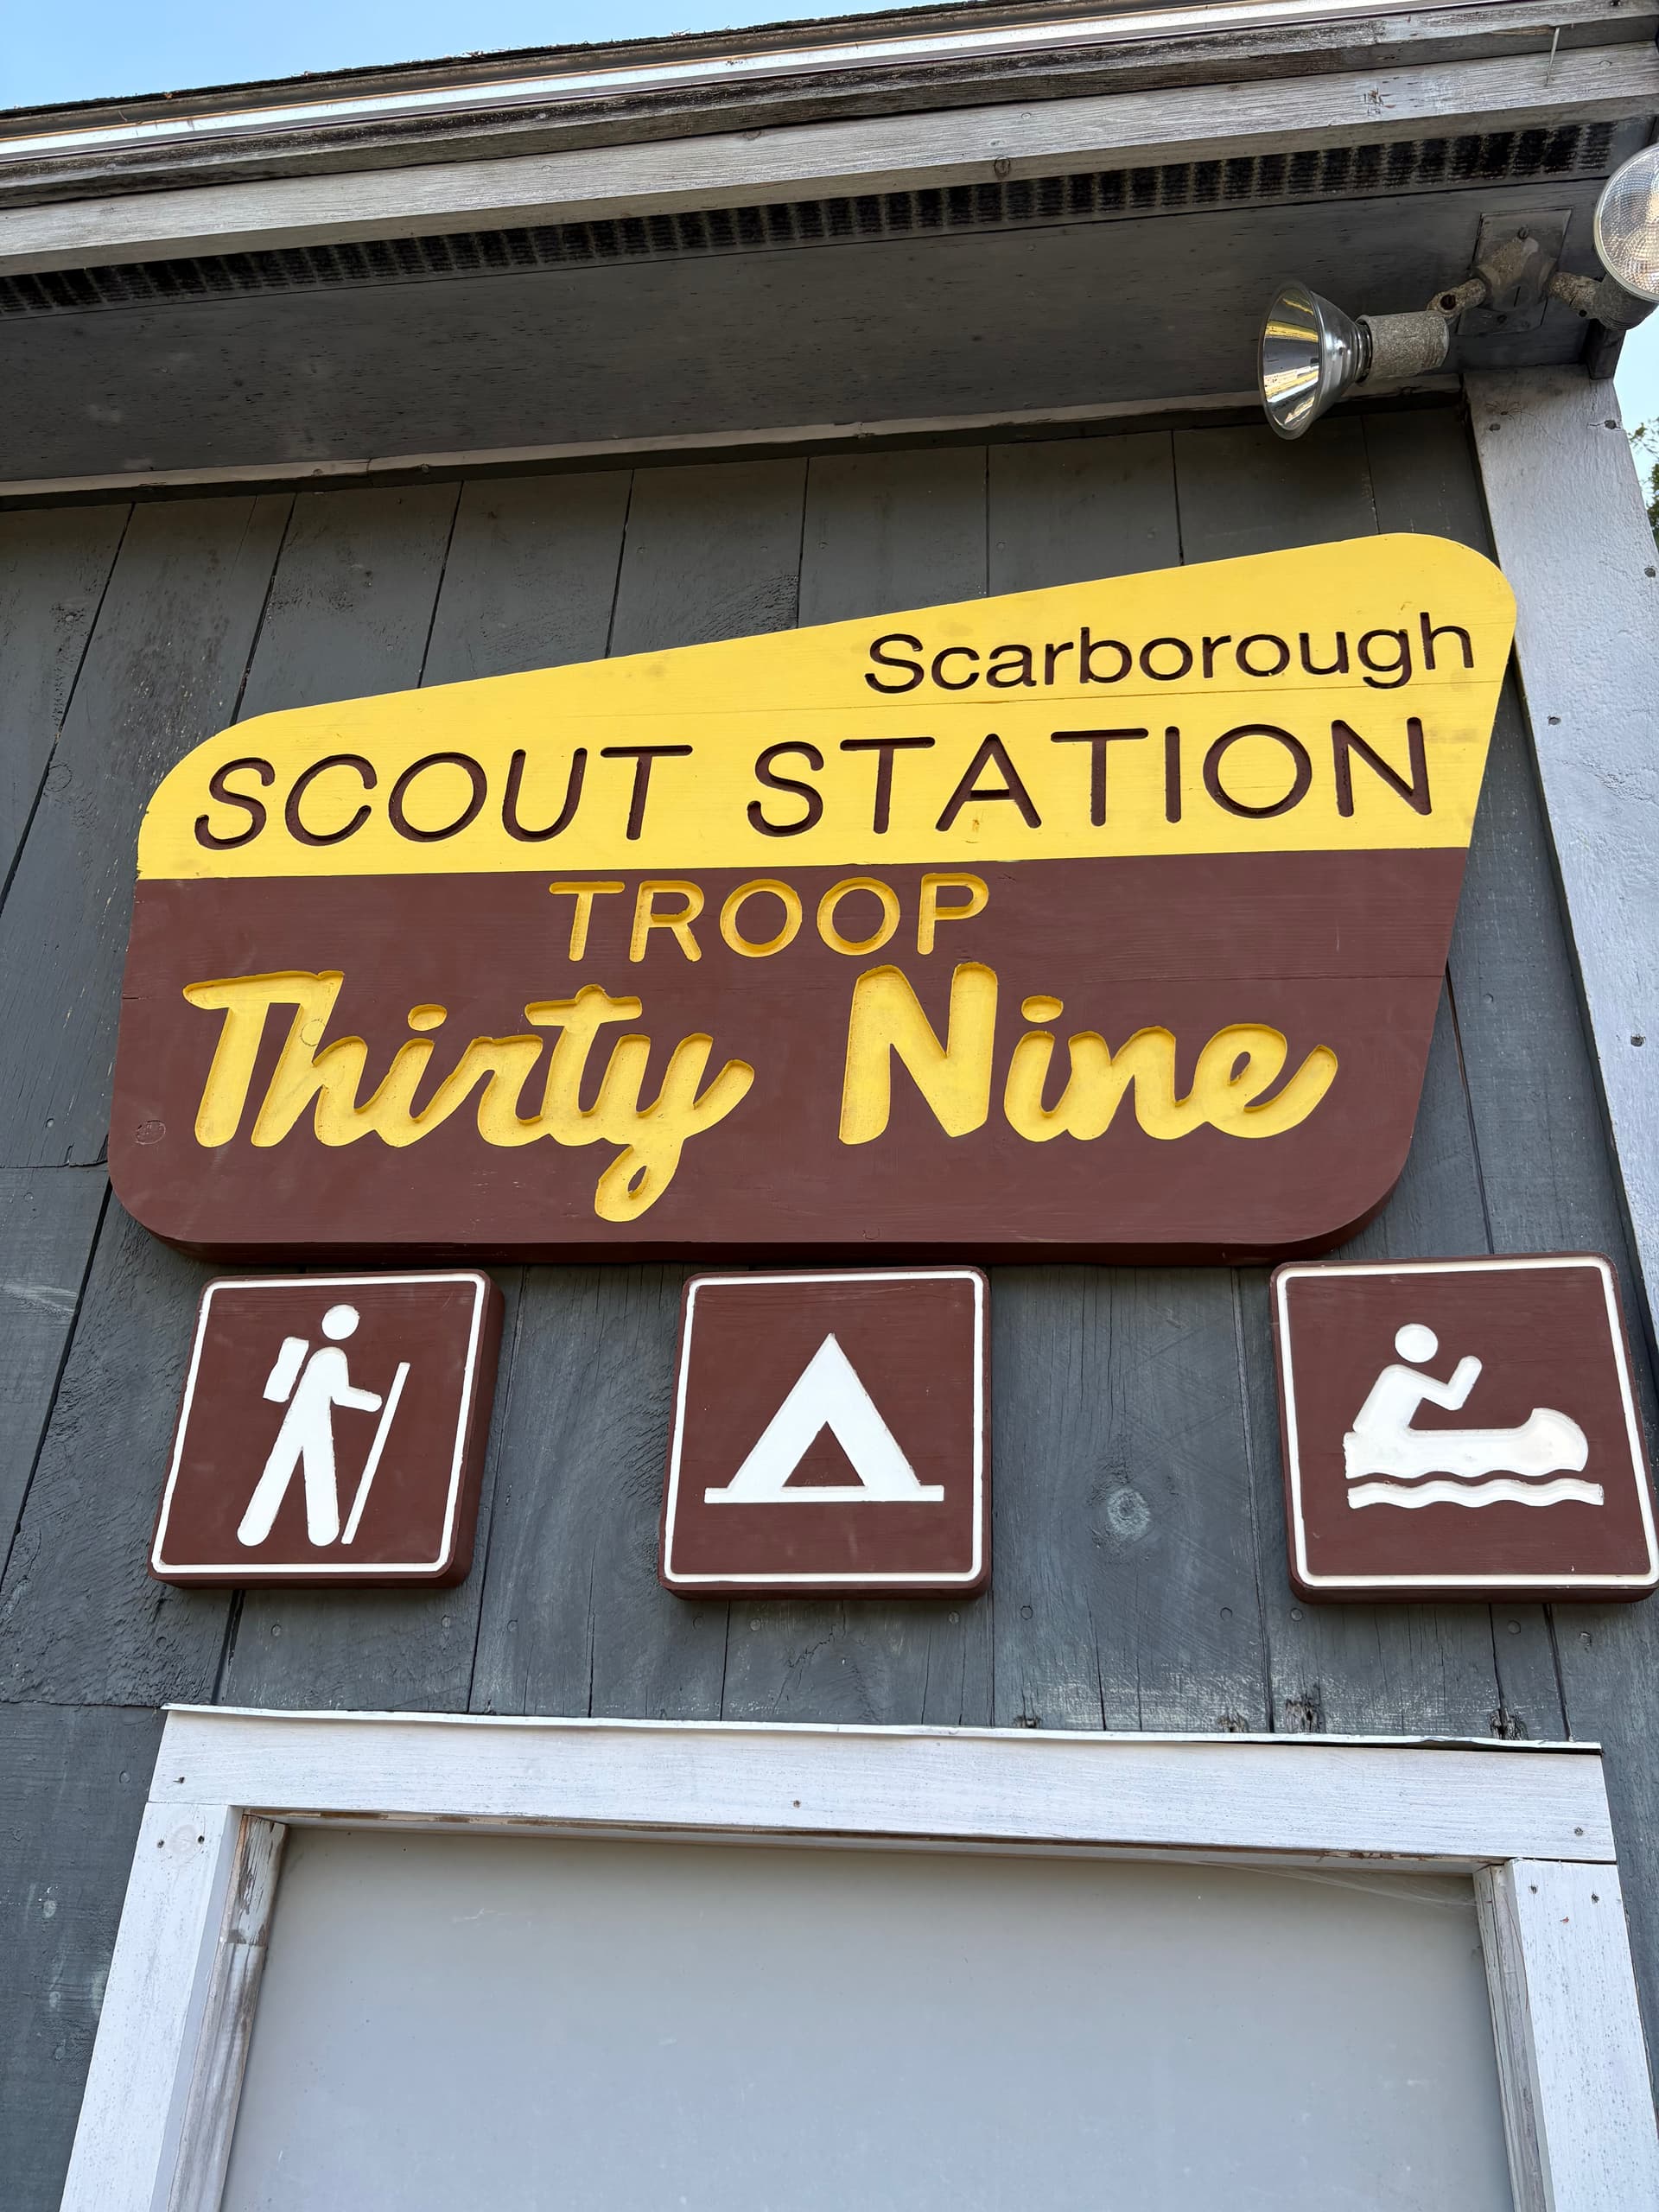 Scarborough
SCOUT STATION
TROOP
Thirty Nine